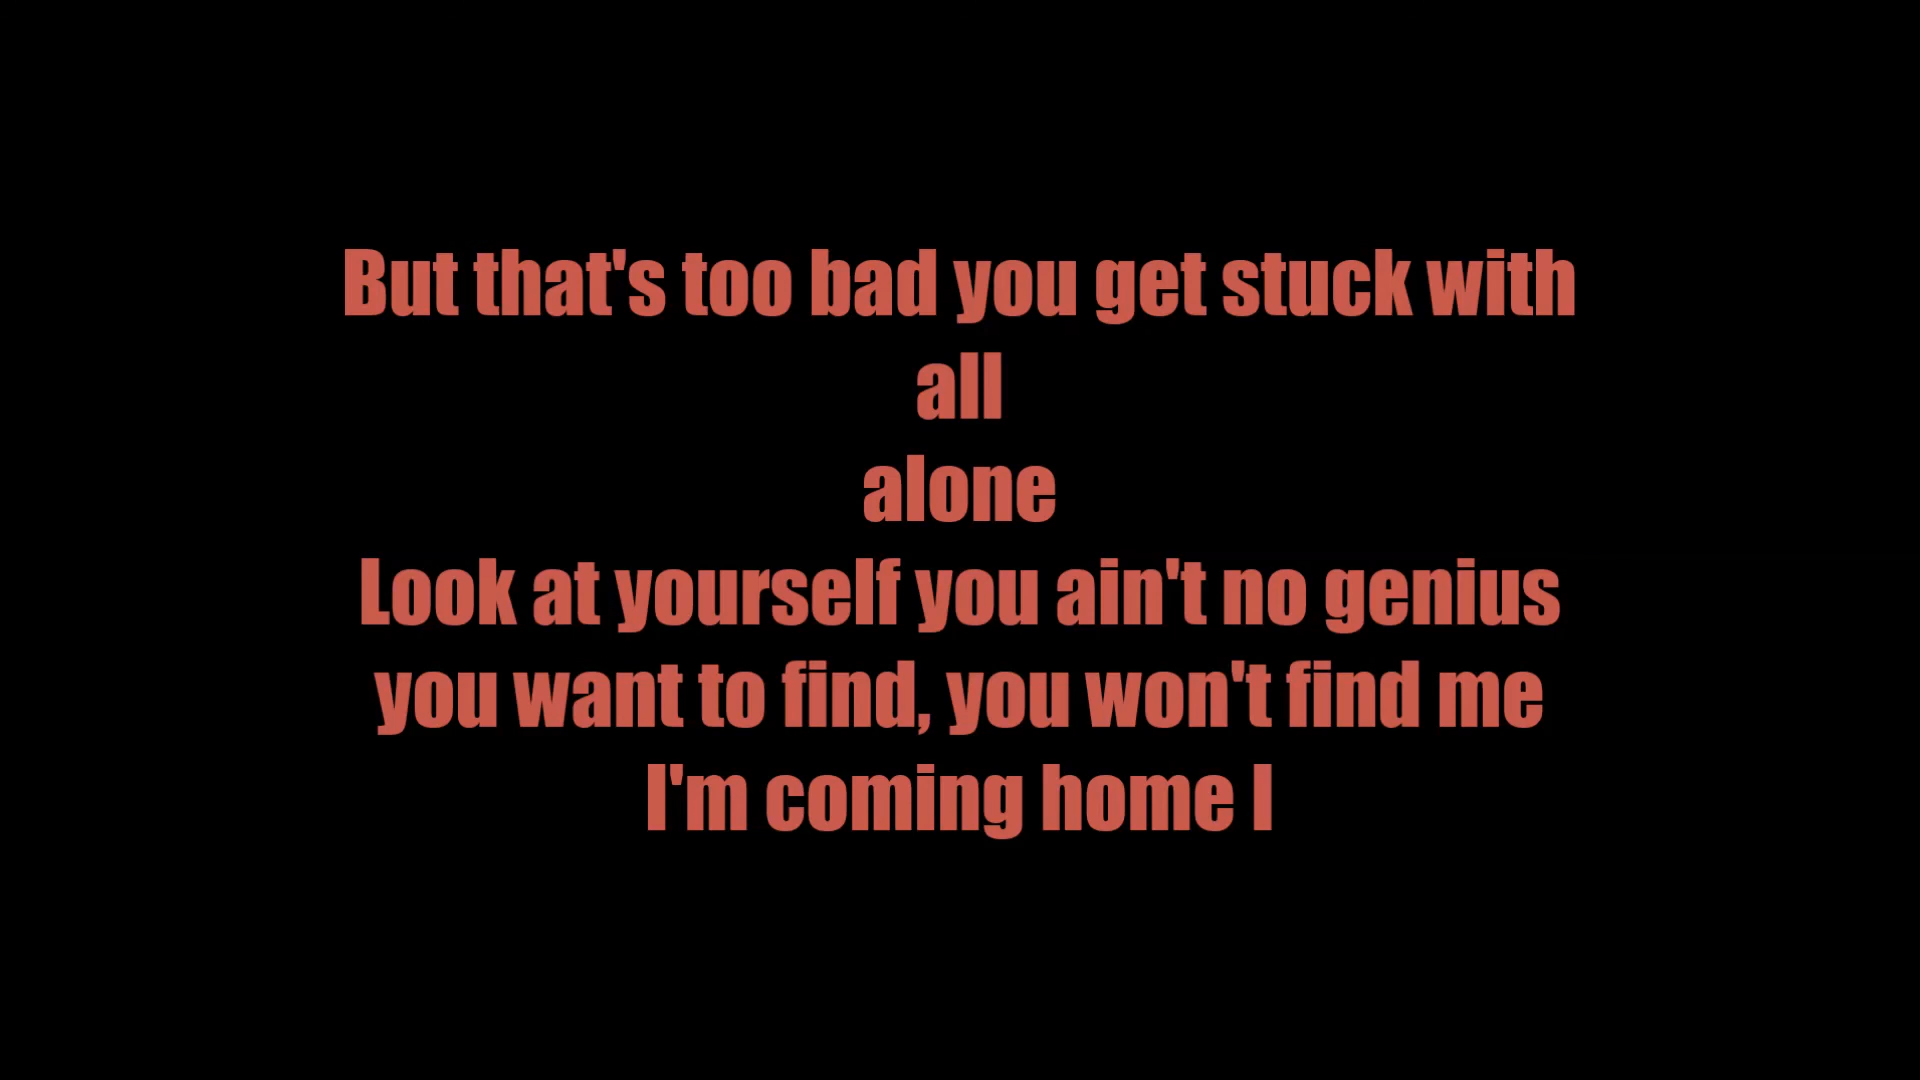 But that's too bad you get stuck with
all
alone
Look at yourself you ain't no genius
you want to find, you won't find me
I'm coming home I